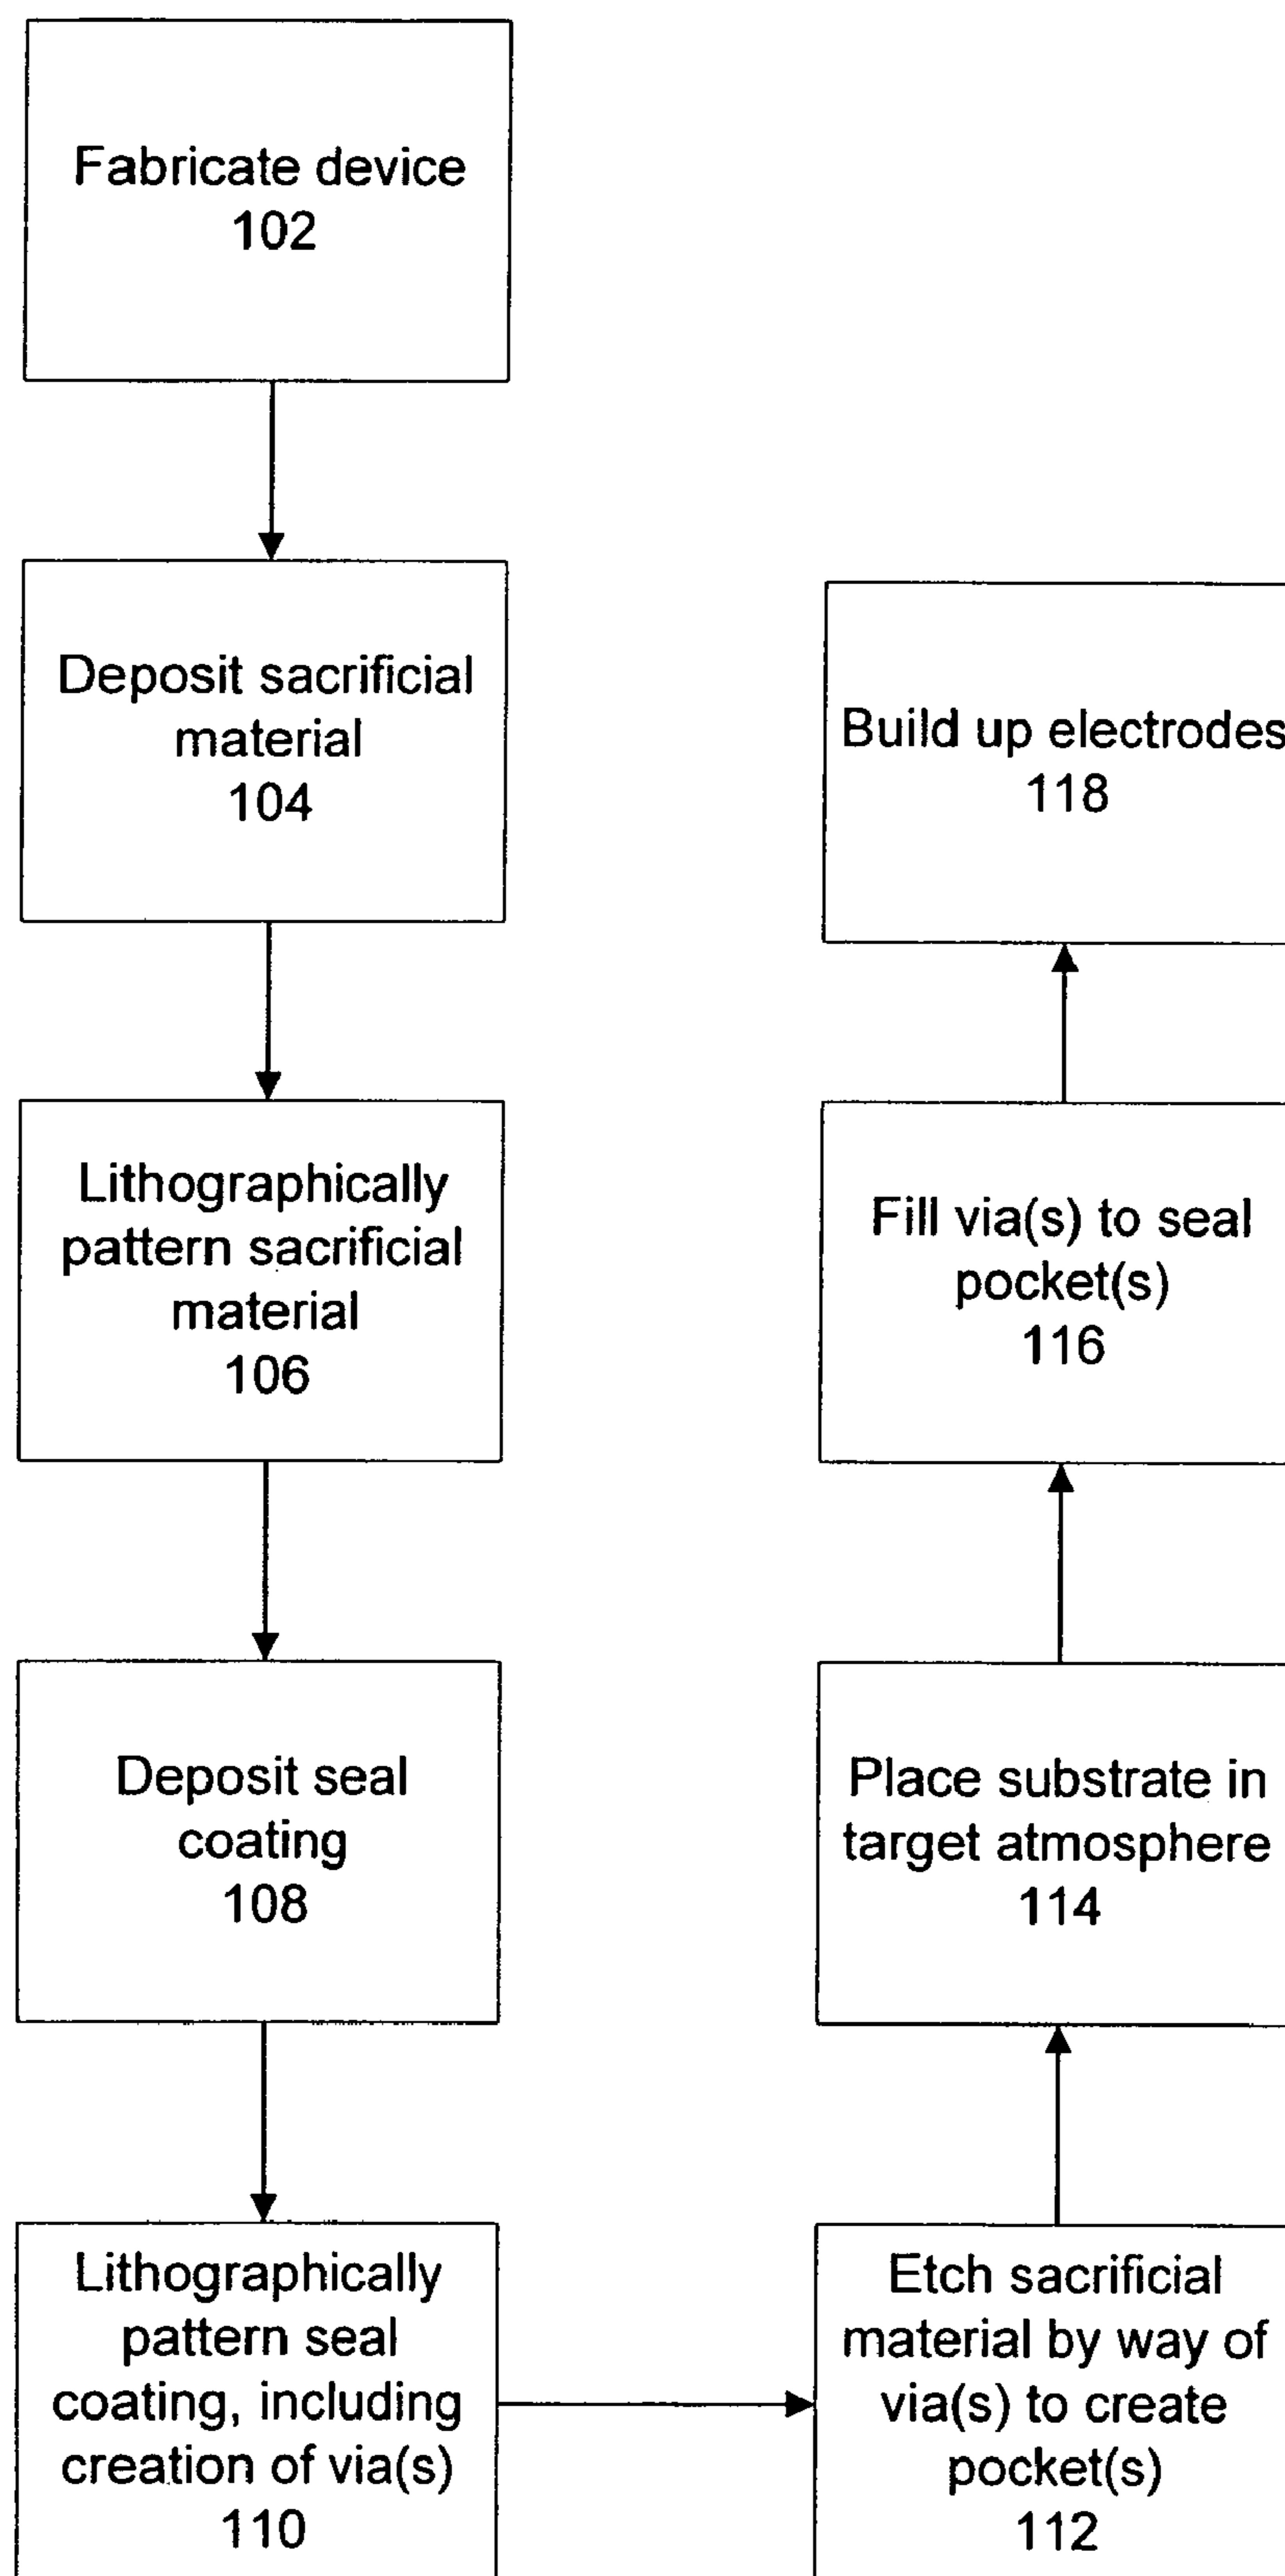 Fabricate device
102
Deposit sacrificial
material
104
Lithographically
pattern sacrificial
material
106
Deposit seal
coating
108
Lithographically
pattern seal
coating, including
creation of via(s)
110
Etch sacrificial
material by way of
via(s) to create
pocket(s)
112
Place substrate in
target atmosphere
114
Fill via(s) to seal
pocket(s)
116
Build up electrodes
118